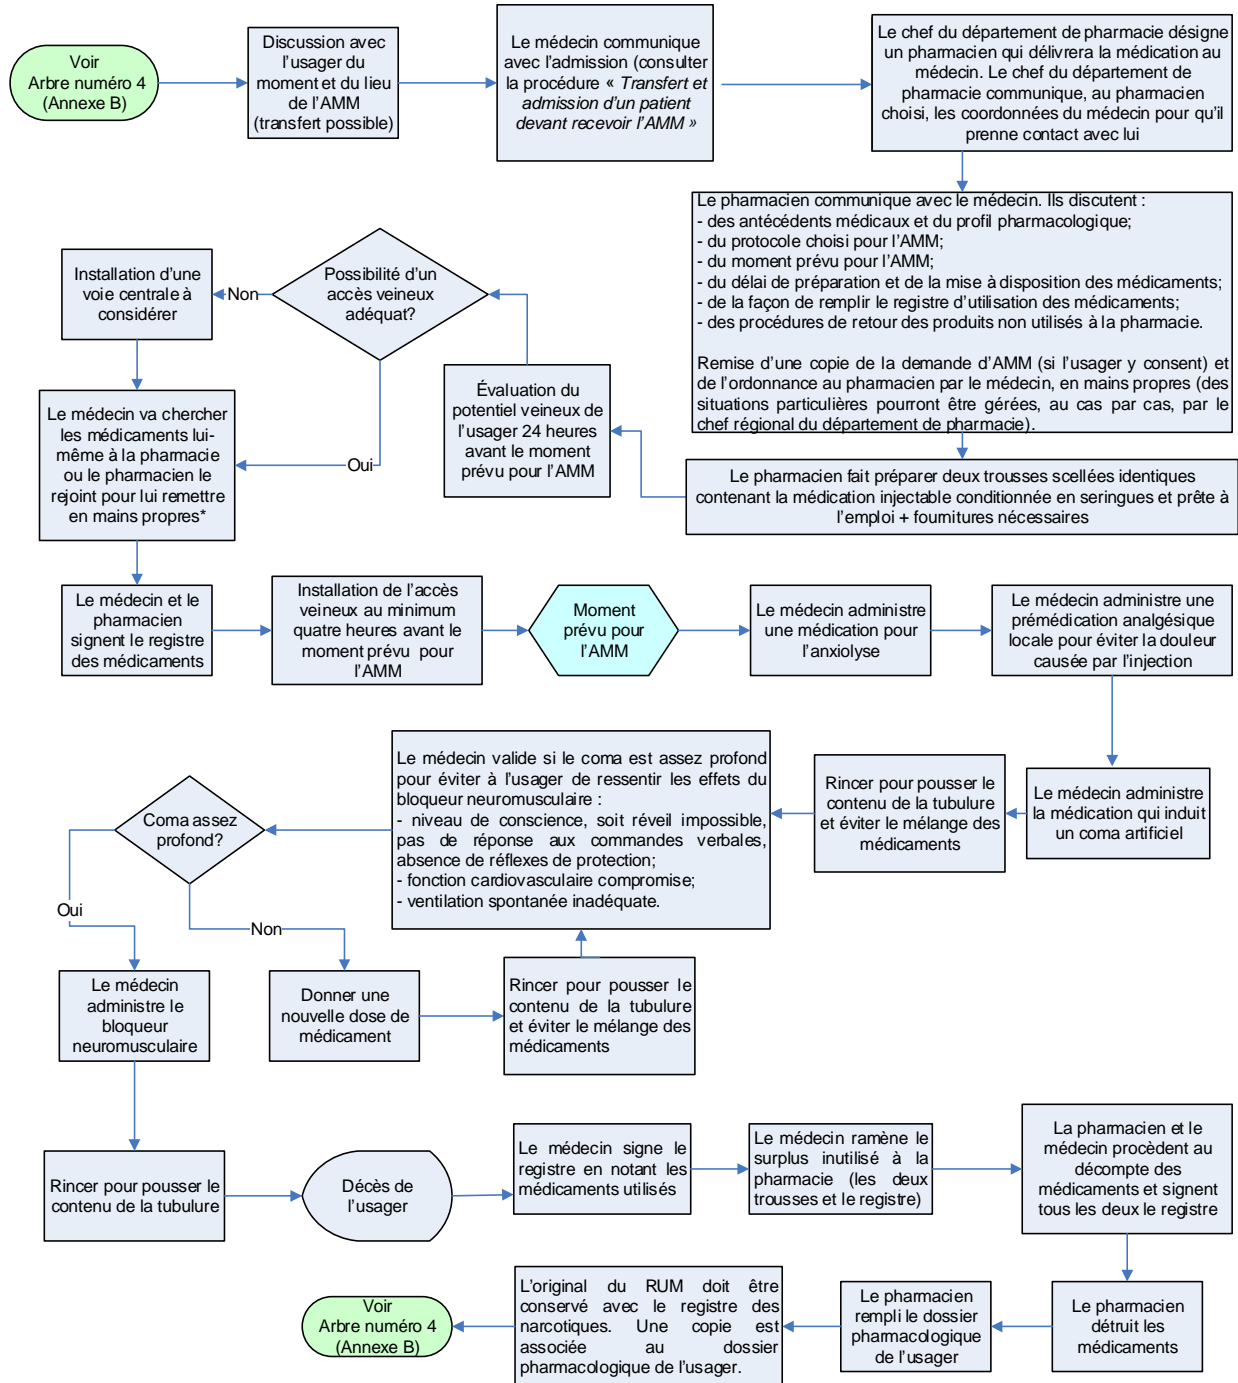 Voir
Arbre numéro 4
(Annexe B)
Discussion avec
l'usager du
moment et du lieu
de l'AMM
(transfert possible)
Le médecin communique
avec l'admission (consulter
la procédure « Transfert et
admission d'un patient
devant recevoir l'AMM »
Le chef du département de pharmacie désigne
un pharmacien qui délivrera la médication au
médecin. Le chef du département de
pharmacie communique, au pharmacien
choisi, les coordonnées du médecin pour qu'il
prenne contact avec lui
Le pharmacien communique avec le médecin. Ils discutent :
- des antécédents médicaux et du profil pharmacologique;
- du protocole choisi pour l'AMM;
- du moment prévu pour l'AMM;
- du délai de préparation et de la mise à disposition des médicaments;
- de la façon de remplir le registre d'utilisation des médicaments;
- des procédures de retour des produits non utilisés à la pharmacie.
Remise d'une copie de la demande d'AMM (si l'usager y consent) et
de l'ordonnance au pharmacien par le médecin, en mains propres (des
situations particulières pourront être gérées, au cas par cas, par le
chef régional du département de pharmacie).
Le pharmacien fait préparer deux trousses scellées identiques
contenant la médication injectable conditionnée en seringues et prête à
l'emploi + fournitures nécessaires
Évaluation du
potentiel veineux de
l'usager 24 heures
avant le moment
prévu pour l'AMM
Possibilité d'un
accès veineux
adéquat?
Non
Installation d'une
voie centrale à
considérer
Oui
Le médecin va chercher
les médicaments lui-
même à la pharmacie
ou le pharmacien le
rejoint pour lui remettre
en mains propres*
Le médecin et le
pharmacien
signent le registre
des médicaments
Installation de l'accès
veineux au minimum
quatre heures avant le
moment prévu pour
l'AMM
Moment
prévu pour
l'AMM
Le médecin administre
une médication pour
l'anxiolyse
Le médecin administre une
prémédication analgésique
locale pour éviter la douleur
causée par l'injection
Le médecin administre
la médication qui induit
un coma artificiel
Rincer pour pousser le
contenu de la tubulure
et éviter le mélange des
médicaments
Le médecin valide si le coma est assez profond
pour éviter à l'usager de ressentir les effets du
bloqueur neuromusculaire :
- niveau de conscience, soit réveil impossible,
pas de réponse aux commandes verbales,
absence de réflexes de protection;
- fonction cardiovasculaire compromise;
- ventilation spontanée inadéquate.
Coma assez
profond?
Oui
Non
Le médecin
administre le
bloqueur
neuromusculaire
Donner une
nouvelle dose de
médicament
Rincer pour pousser le
contenu de la tubulure
et éviter le mélange des
médicaments
Rincer pour pousser le
contenu de la tubulure
Décès de
l'usager
Le médecin signe le
registre en notant les
médicaments utilisés
Le médecin ramène le
surplus inutilisé à la
pharmacie (les deux
trousses et le registre)
La pharmacien et le
médecin procèdent au
décompte des
médicaments et signent
tous les deux le registre
Le pharmacien
détruit les
médicaments
Le pharmacien
rempli le dossier
pharmacologique
de l'usager
L'original du RUM doit être
conservé avec le registre des
narcotiques. Une copie est
associée au dossier
pharmacologique de l'usager.
Voir
Arbre numéro 4
(Annexe B)